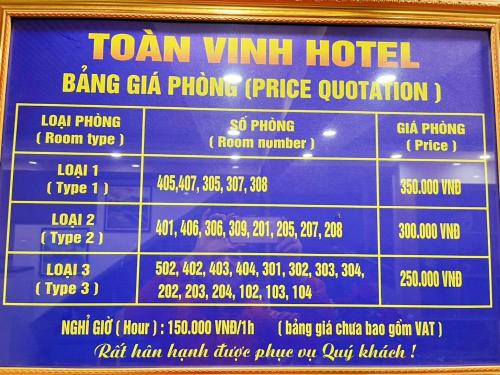 TOÀN VINH HOTEL
BẢNG GIÁ PHÒNG (PRICE QUOTATION )
LOẠI PHÒNG
( Room type )
SỐ PHÒNG
( Room number )
GIÁ PHÒNG
( Price )
LOẠI 1
( Type 1 )
405,407, 305, 307, 308
350.000 VNĐ
LOẠI 2
( Type 2 )
401, 406, 306, 309, 201, 205, 207, 208
300.000 VNĐ
LOẠI 3
( Type 3 )
502, 402, 403, 404, 301, 302, 303, 304,
202, 203, 204, 102, 103, 104
250.000 VNĐ
NGHỈ GIỜ ( Hour ) : 150.000 VNĐ/1h ( bảng giá chưa bao gồm VAT )
Rất hân hạnh được phục vụ Quý khách !